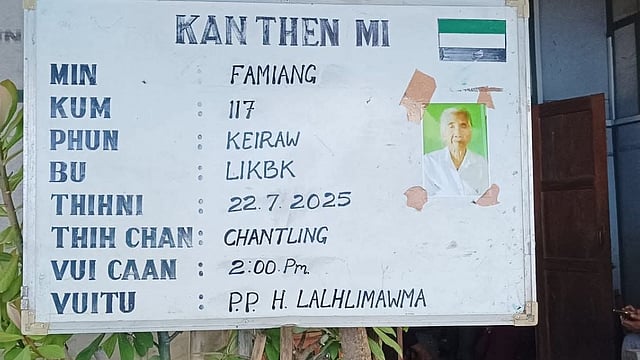 KAN THEN MI
MIN : FAMIANG
KUM : 117
PHUN : KEIRAW
BU : LIKBK
THIHNI : 22.7.2025
THIH CHAN : CHANTLING
VUI CAAN : 2:00 Pm.
VUITU : P.P. H. LALHLIMAWMA